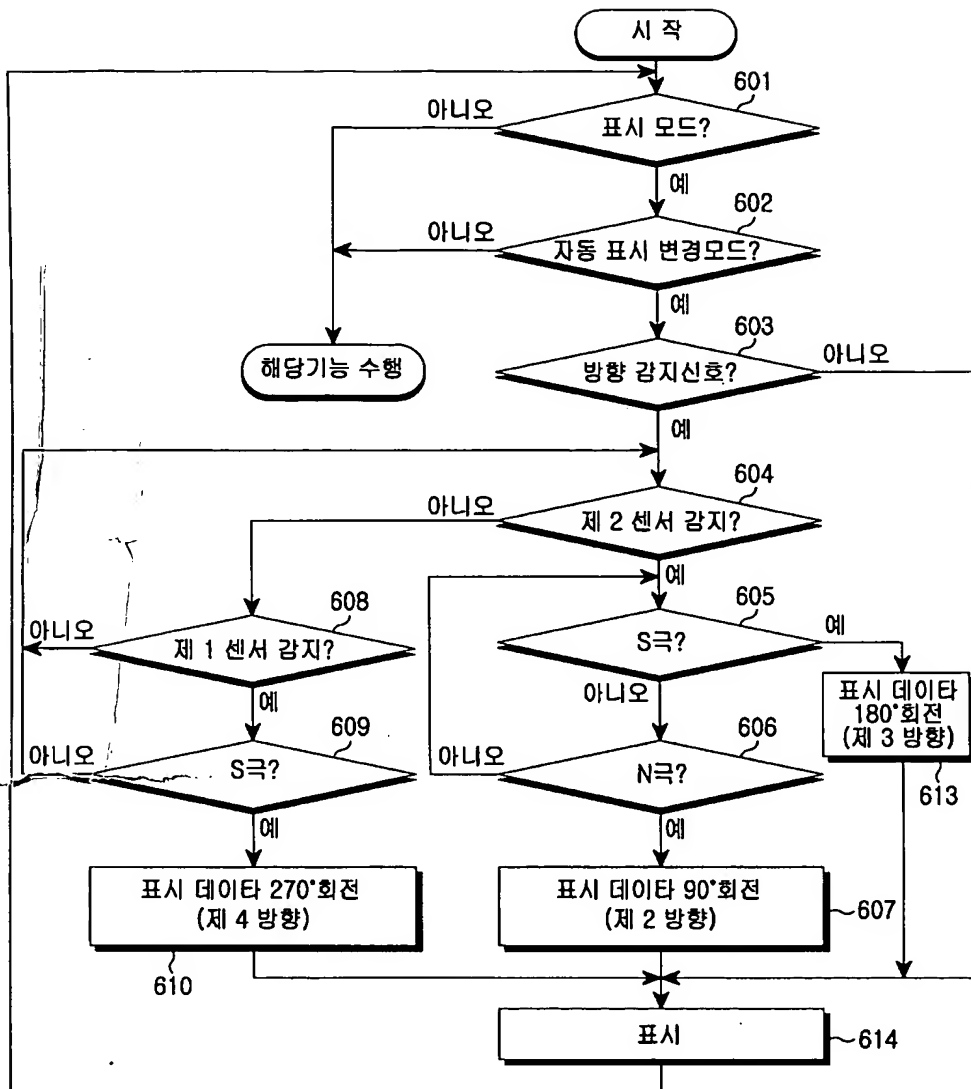 시 작
601
아니오
표시 모드?
예
602
아니오
자동 표시 변경모드?
예
603
해당기능 수행
방향 감지신호?
아니오
예
604
아니오
제 2 센서 감지?
예
608
605
아니오
제 1 센서 감지?
S극?
예
예
아니오
표시 데이타
180°회전
(제 3 방향)
613
609
606
아니오
S극?
아니오
N극?
예
예
표시 데이타 270°회전
(제 4 방향)
610
표시 데이타 90°회전
(제 2 방향)
607
표시
614